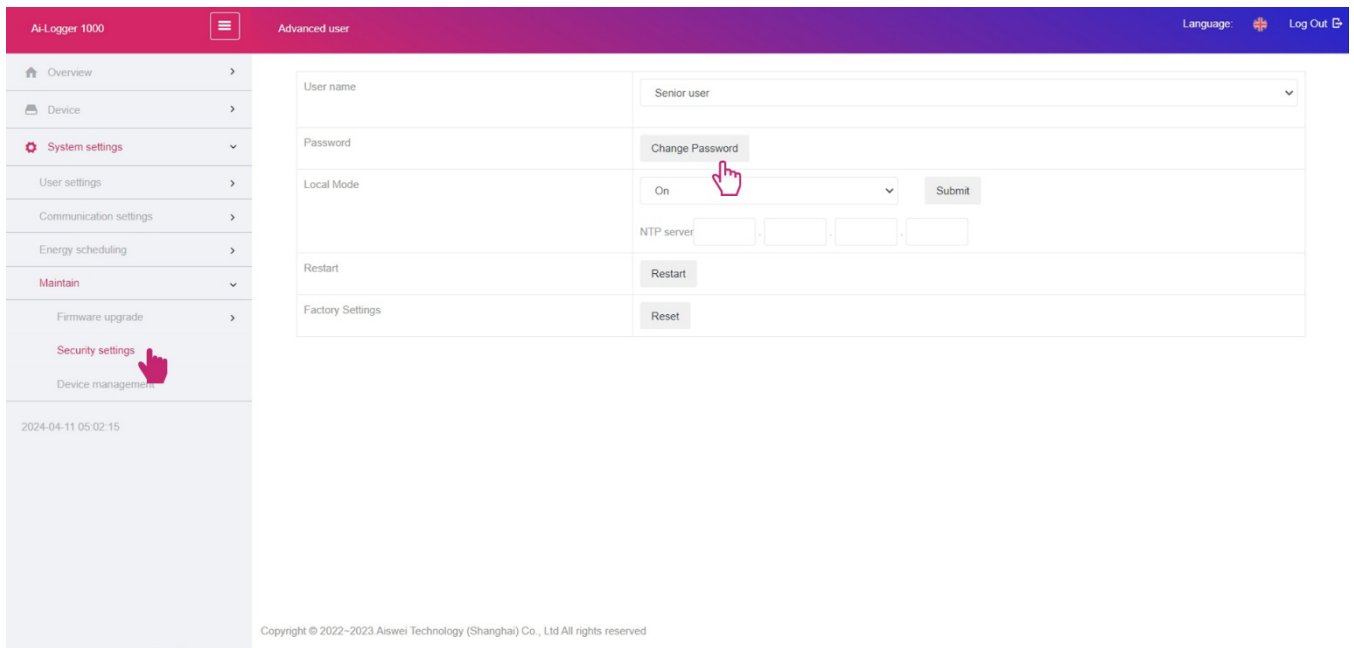 Ai-Logger 1000
Advanced user
Language:
Log Out
Overview
Device
System settings
User settings
Communication settings
Energy scheduling
Maintain
Firmware upgrade
Security settings
Device management
2024-04-11 05:02:15
User name
Senior user
Password
Change Password
Local Mode
On
Submit
NTP server . . .
Restart
Restart
Factory Settings
Reset
Copyright © 2022~2023.Aiswei Technology (Shanghai) Co., Ltd All rights reserved